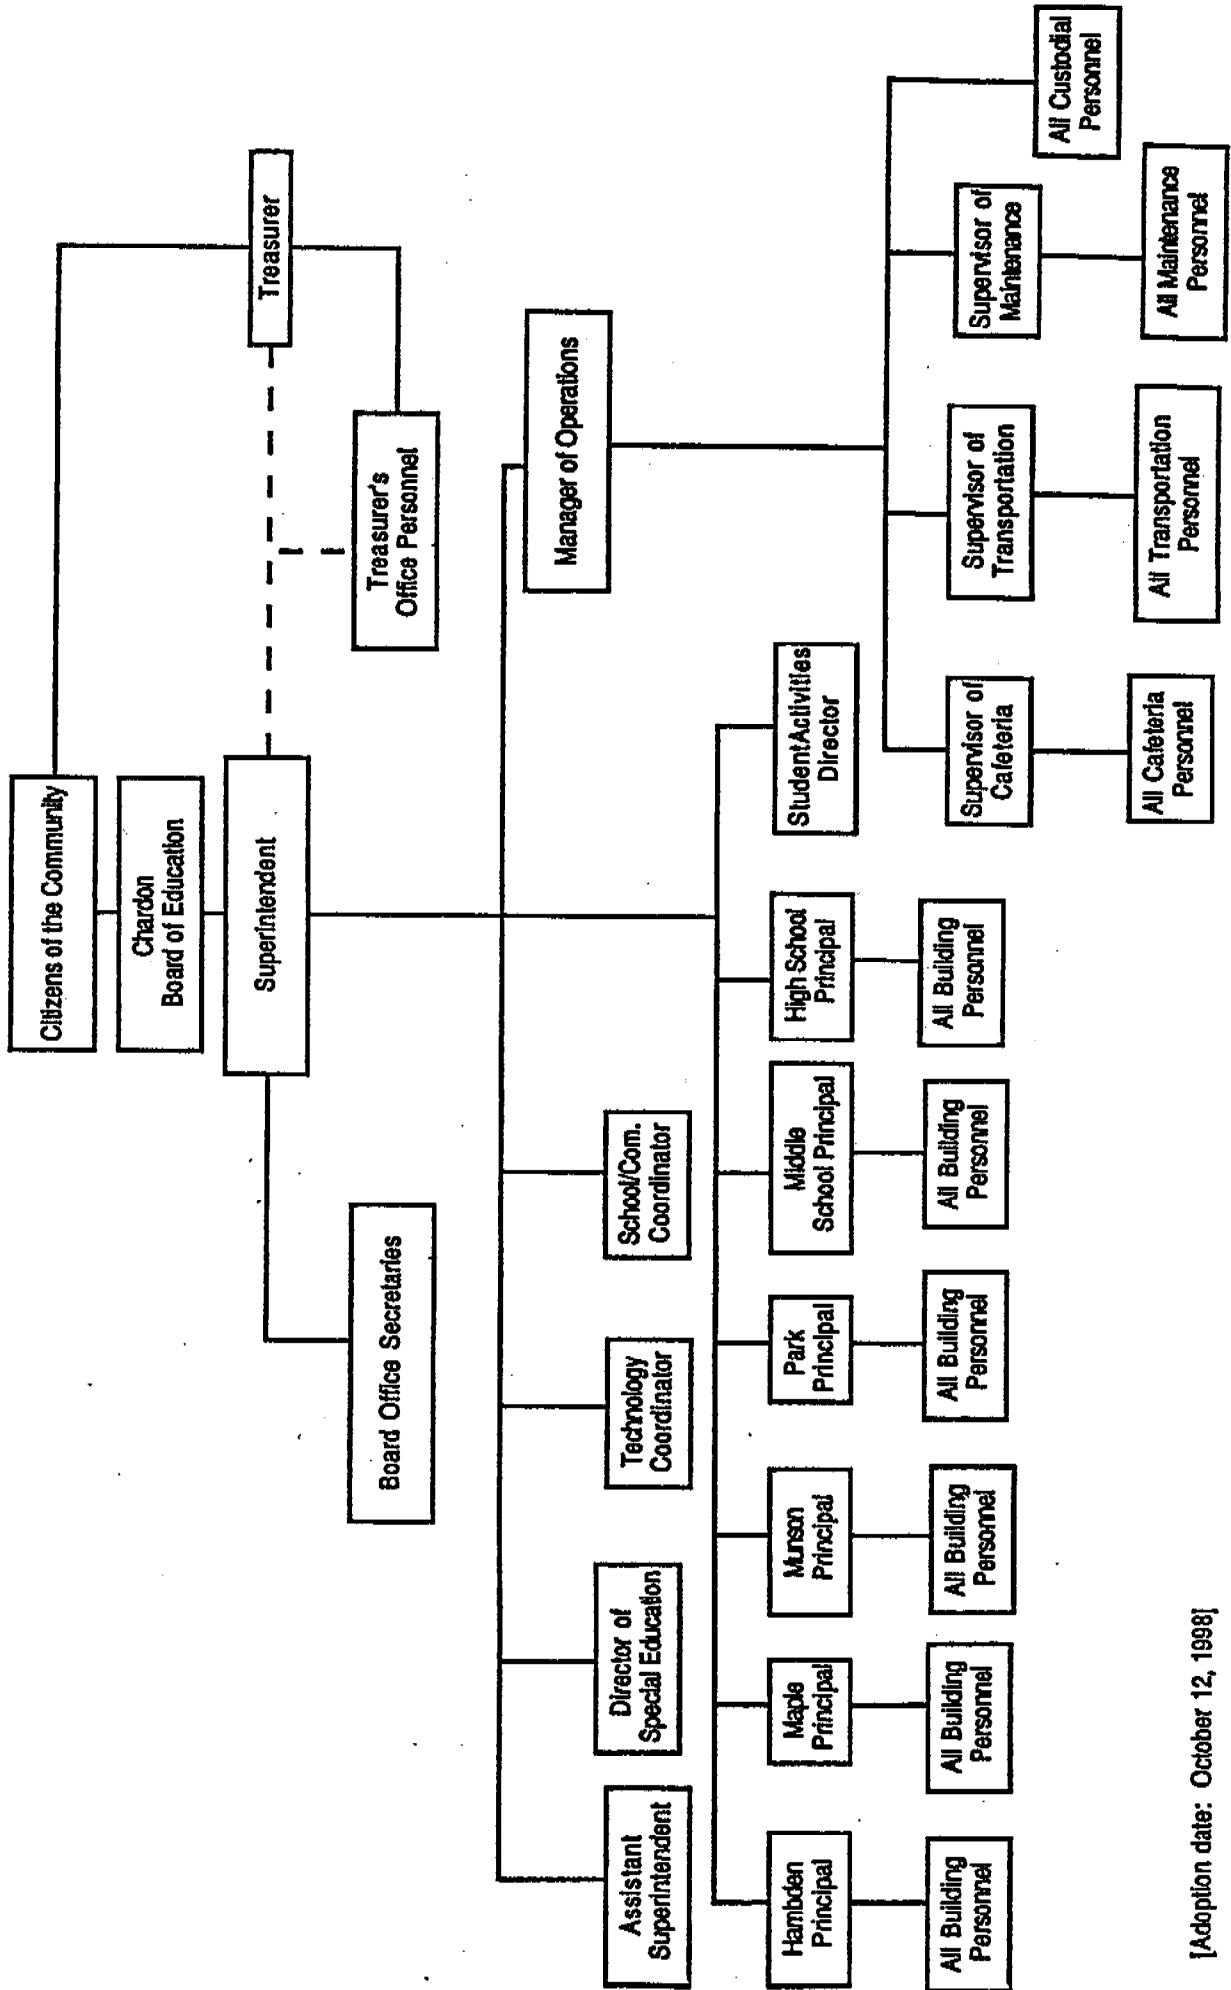 Citizens of the Community
Chardon
Board of Education
Superintendent
Treasurer
Treasurer's
Office Personnel
Board Office Secretaries
Manager of Operations
Assistant
Superintendent
Director of
Special Education
Technology
Coordinator
School/Com.
Coordinator
Hambden
Principal
Maple
Principal
Munson
Principal
Park
Principal
Middle
School Principal
High School
Principal
Student Activities
Director
All Building
Personnel
All Building
Personnel
All Building
Personnel
All Building
Personnel
All Building
Personnel
All Building
Personnel
Supervisor of
Cafeteria
Supervisor of
Transportation
Supervisor of
Maintenance
All Custodial
Personnel
All Cafeteria
Personnel
All Transportation
Personnel
All Maintenance
Personnel
[Adoption date: October 12, 1998]